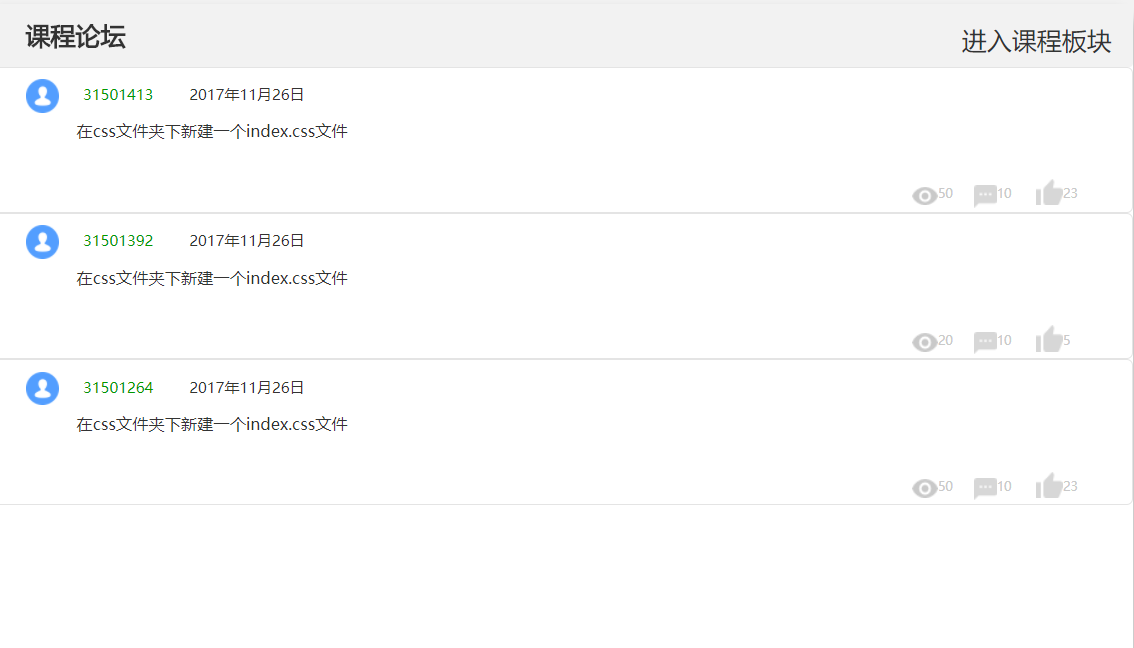 课程论坛 进入课程板块
31501413 2017年11月26日
在css文件夹下新建一个index.css文件
50 10 23
31501392 2017年11月26日
在css文件夹下新建一个index.css文件
20 10 5
31501264 2017年11月26日
在css文件夹下新建一个index.css文件
50 10 23